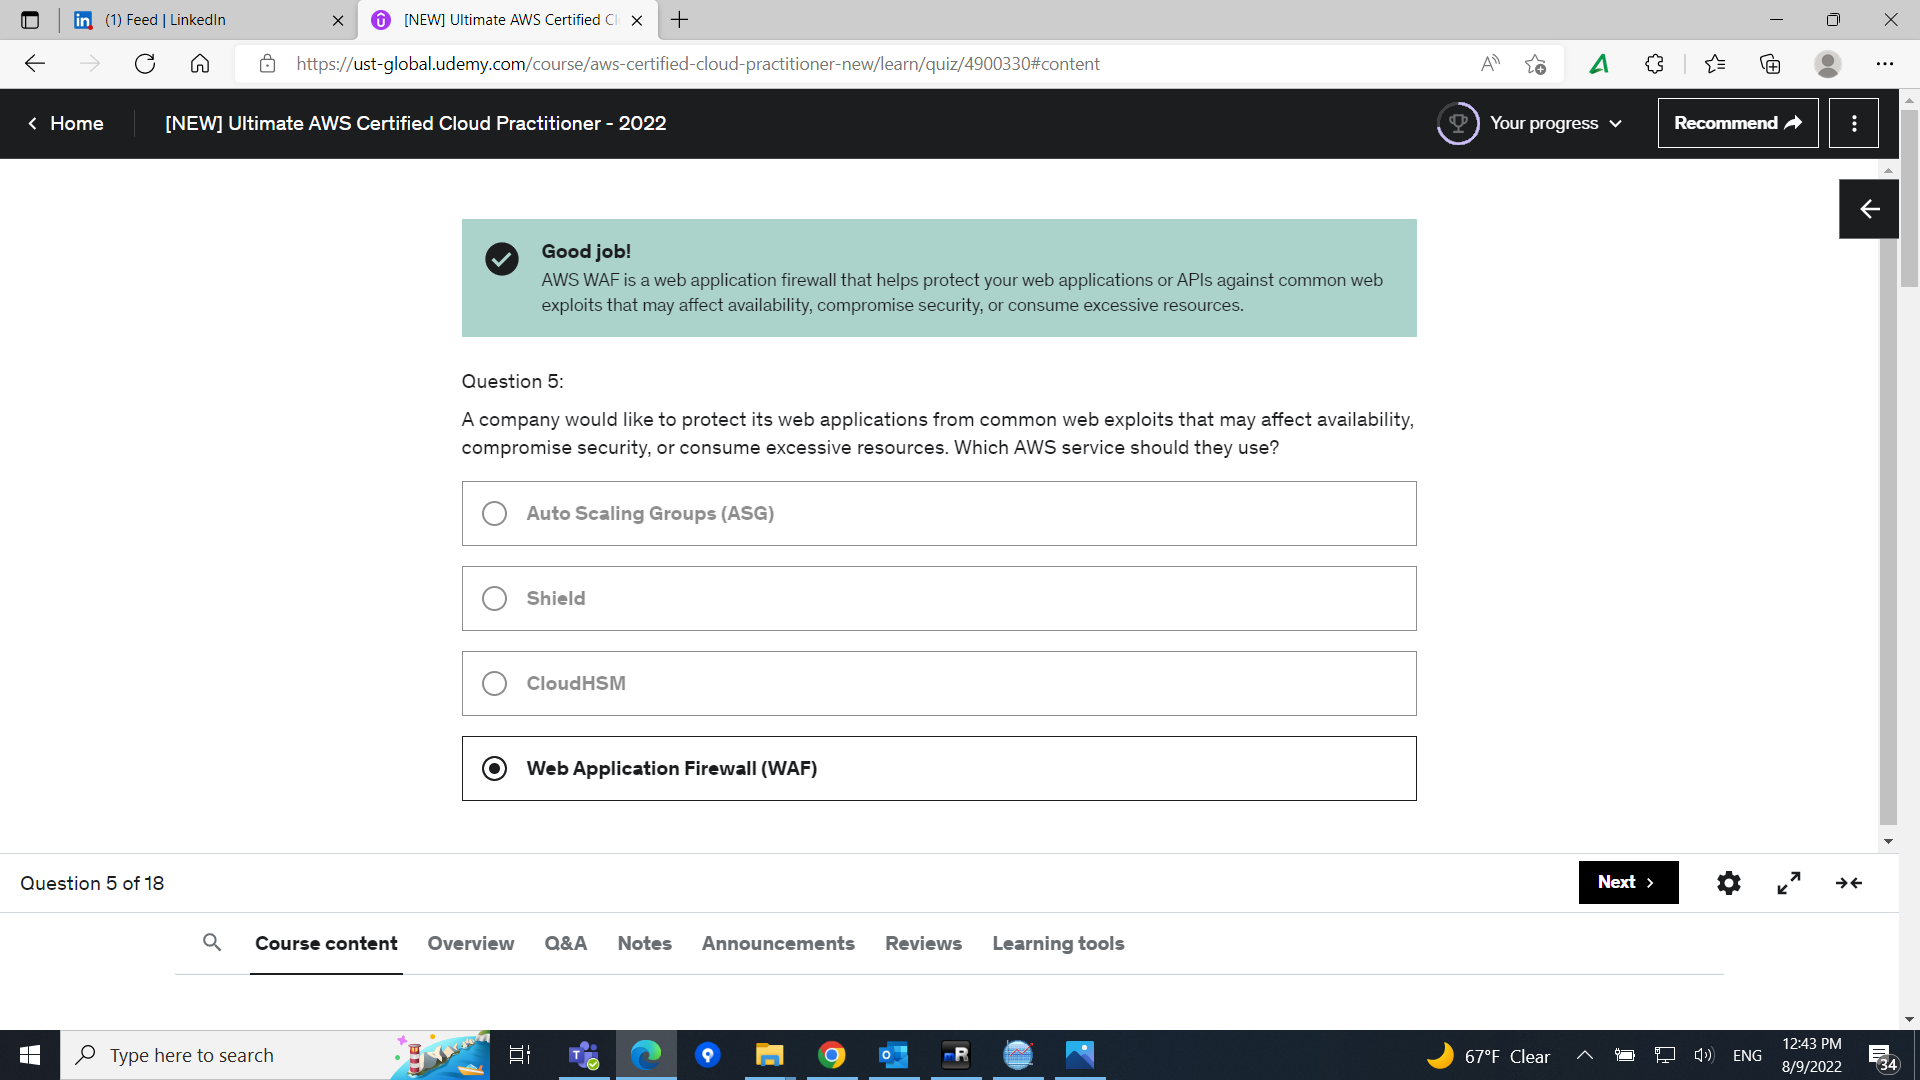 (1) Feed | LinkedIn
[NEW] Ultimate AWS Certified Cl
https://ust-global.udemy.com/course/aws-certified-cloud-practitioner-new/learn/quiz/4900330#content
Home
[NEW] Ultimate AWS Certified Cloud Practitioner - 2022
Your progress
Recommend
Good job!
AWS WAF is a web application firewall that helps protect your web applications or APIs against common web
exploits that may affect availability, compromise security, or consume excessive resources.
Question 5:
A company would like to protect its web applications from common web exploits that may affect availability,
compromise security, or consume excessive resources. Which AWS service should they use?
Auto Scaling Groups (ASG)
Shield
CloudHSM
Web Application Firewall (WAF)
Question 5 of 18
Next
Course content
Overview
Q&A
Notes
Announcements
Reviews
Learning tools
Type here to search
67°F Clear
ENG
12:43 PM
8/9/2022
34